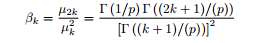 β_k = μ_{2k} / μ_k^2 = Γ (1/p) Γ ((2k + 1)/(p)) / [Γ ((k + 1)/(p))]^2